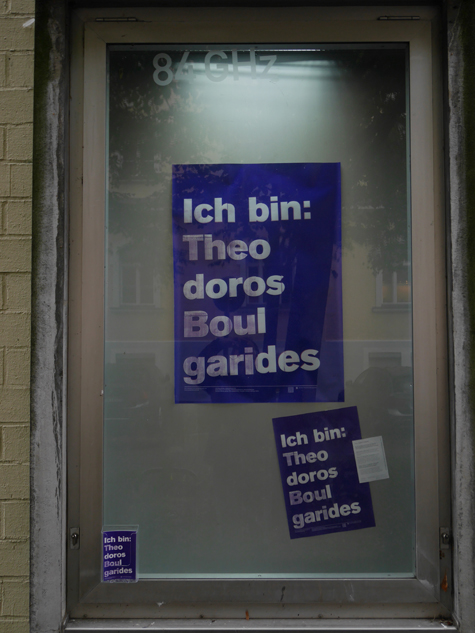 84 GHz
Ich bin:
Theo
doros
Boul
garides
Ich bin:
Theo
doros
Boul
garides
Ich bin:
Theo
doros
Boul
garides